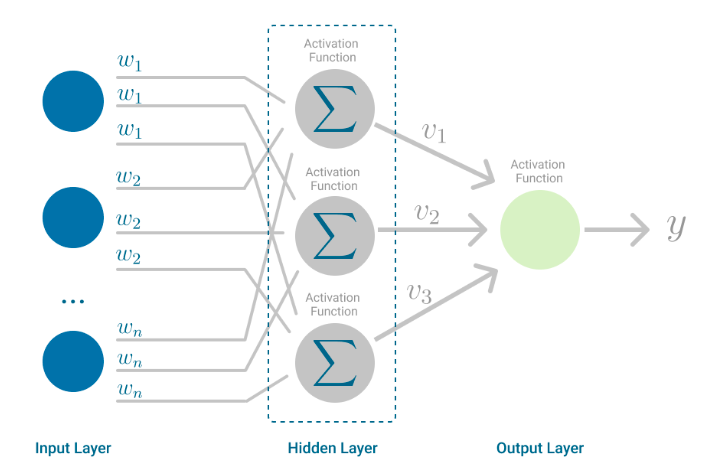 Activation
Function
w₁
w₁
w₁
Σ
v₁
w₂
w₂
w₂
Activation
Function
Σ
v₂
Activation
Function
y
...
Activation
Function
Σ
v₃
wₙ
wₙ
wₙ
Input Layer
Hidden Layer
Output Layer